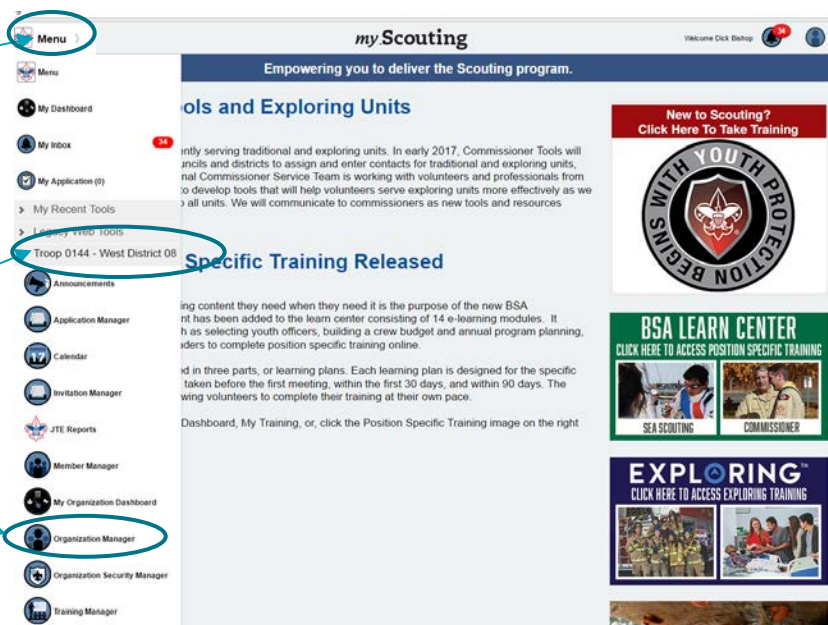 Menu
my.Scouting
Welcome Dick Bishop
34
Empowering you to deliver the Scouting program.
Menu
My Dashboard
My Inbox
34
My Application (0)
My Recent Tools
Legacy Web Tools
Troop 0144 - West District 08
Announcements
Application Manager
17
Calendar
Invitation Manager
JTE Reports
Member Manager
My Organization Dashboard
Organization Manager
Organization Security Manager
Training Manager
ols and Exploring Units
ntly serving traditional and exploring units. In early 2017, Commissioner Tools will
uncils and districts to assign and enter contacts for traditional and exploring units,
nal Commissioner Service Team is working with volunteers and professionals from
to develop tools that will help volunteers serve exploring units more effectively as we
all units. We will communicate to commissioners as new tools and resources
Specific Training Released
ing content they need when they need it is the purpose of the new BSA
nt has been added to the learn center consisting of 14 e-learning modules. It
h as selecting youth officers, building a crew budget and annual program planning,
aders to complete position specific training online.
d in three parts, or learning plans. Each learning plan is designed for the specific
taken before the first meeting, within the first 30 days, and within 90 days. The
wing volunteers to complete their training at their own pace.
Dashboard, My Training, or, click the Position Specific Training image on the right
New to Scouting?
Click Here To Take Training
YOUTH PROTECTION BEGINS WITH YOU
BSA LEARN CENTER
CLICK HERE TO ACCESS POSITION SPECIFIC TRAINING
SEA SCOUTING
COMMISSIONER
EXPLORING™
CLICK HERE TO ACCESS EXPLORING TRAINING